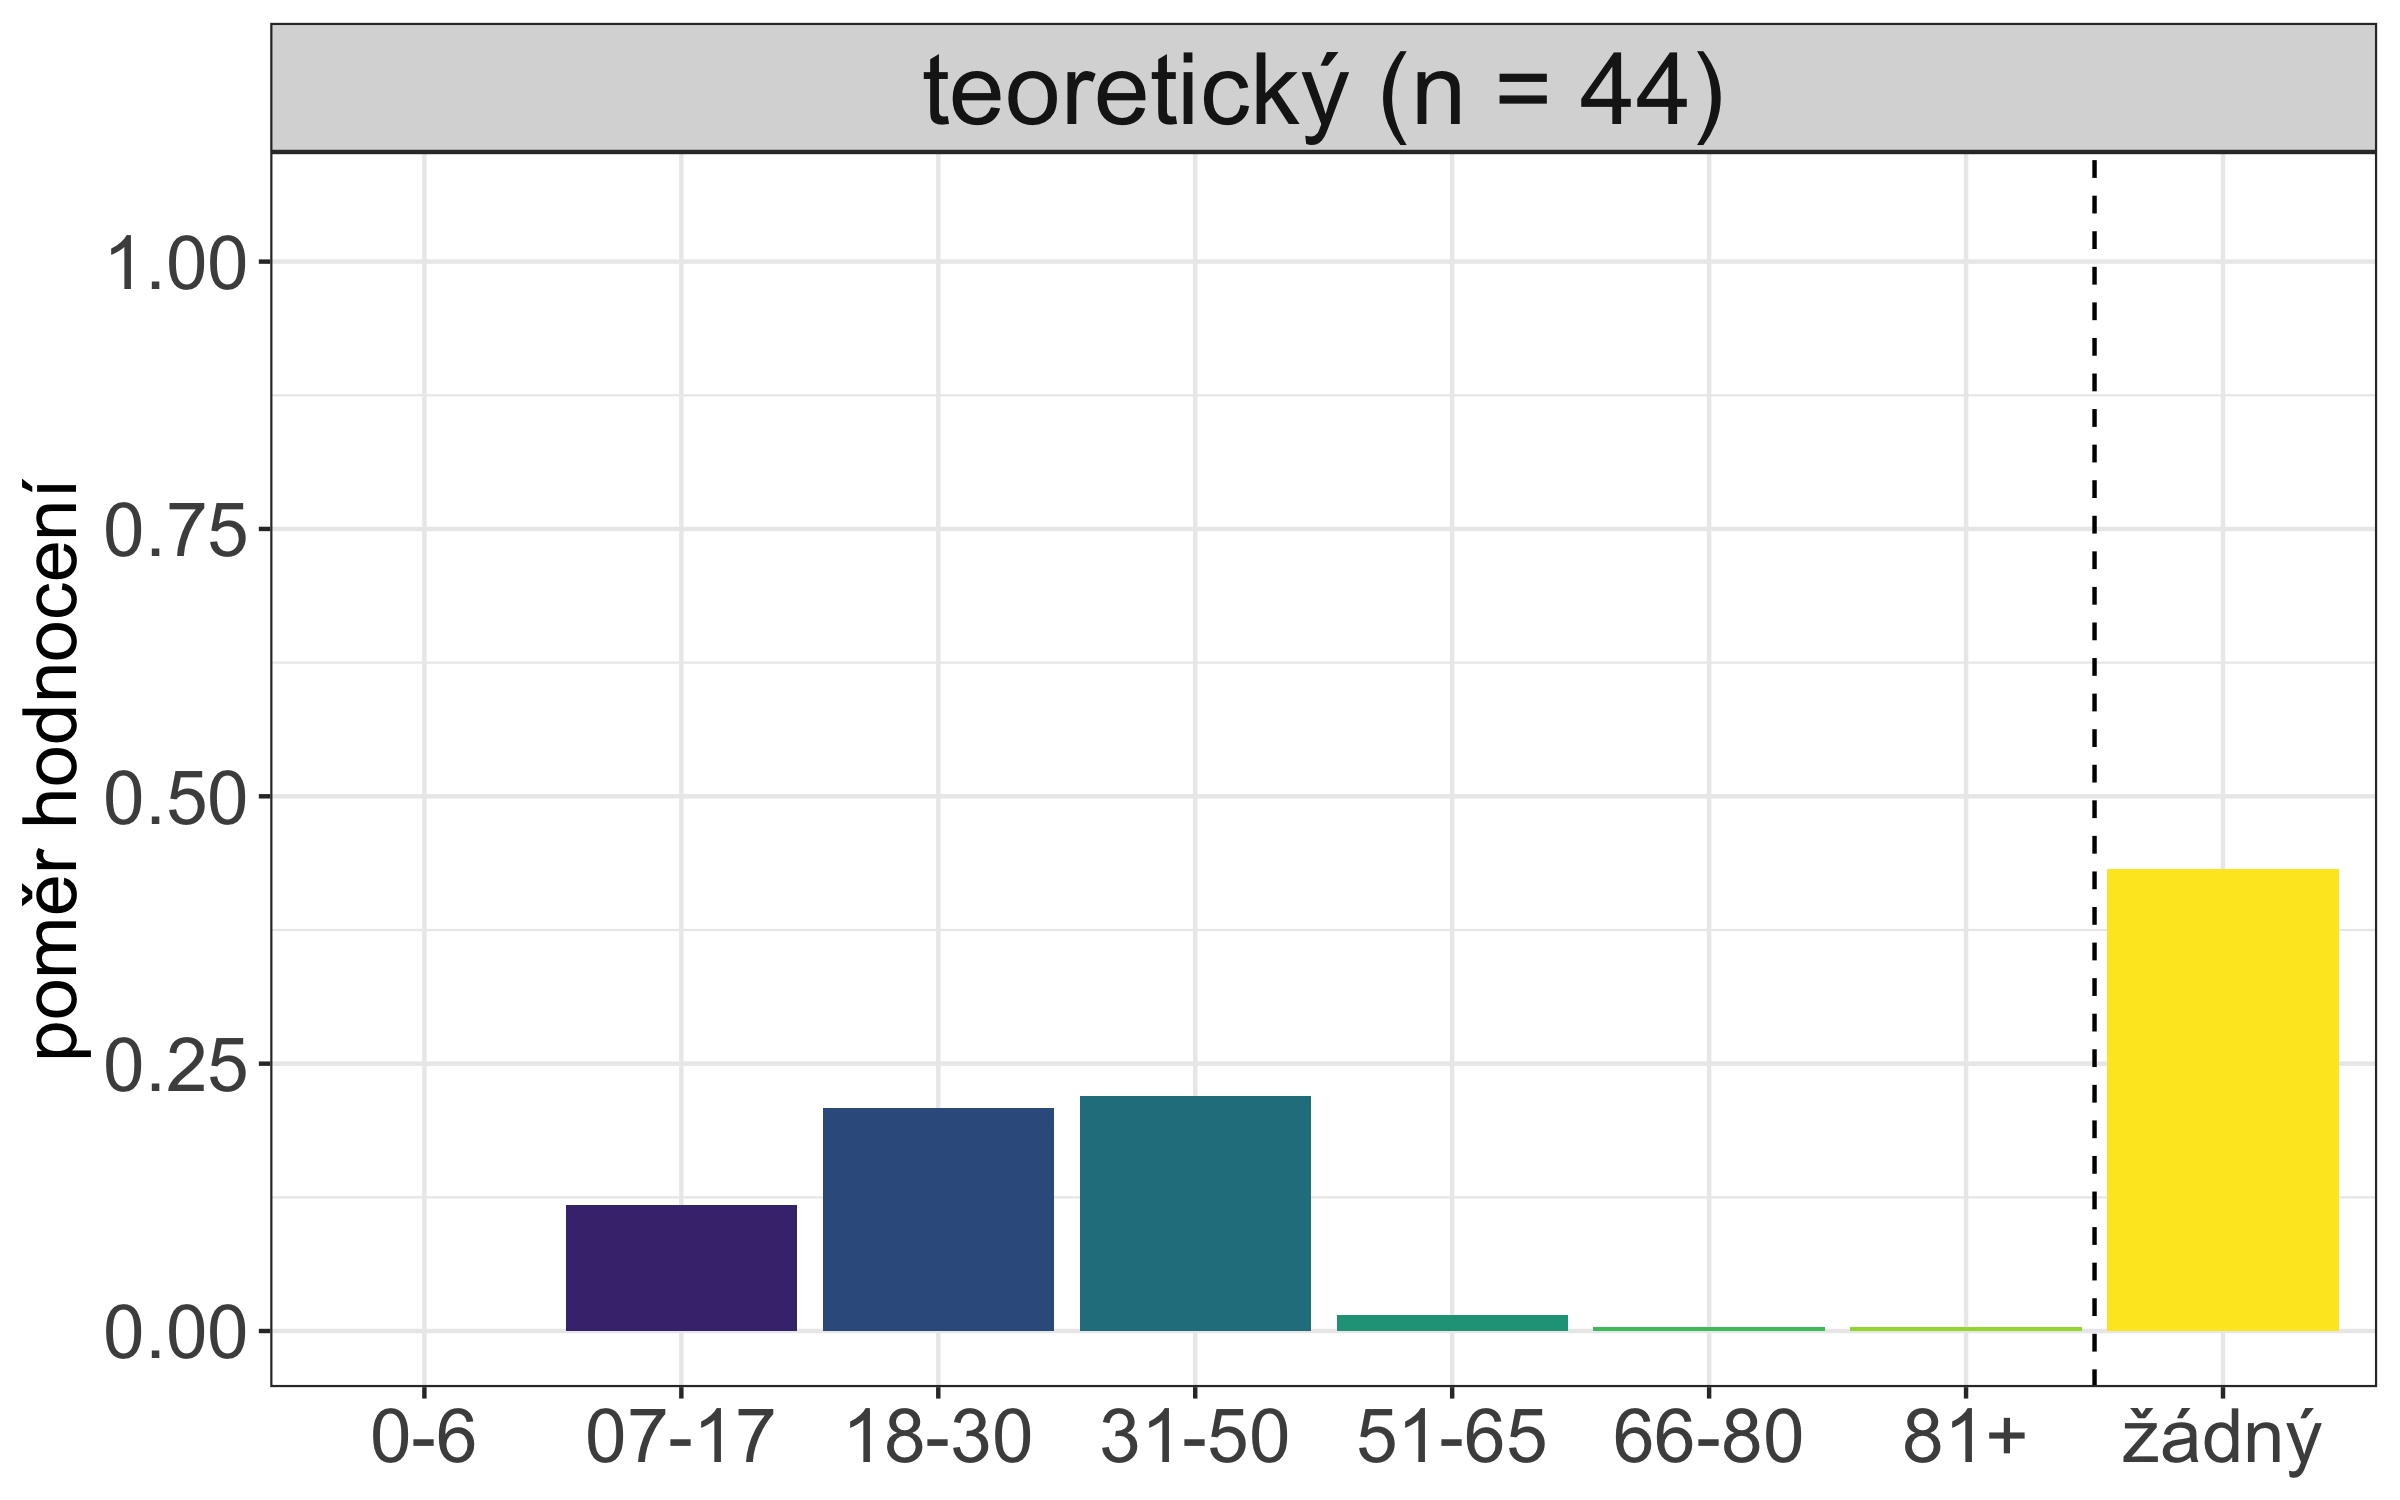 teoretický (n = 44)
poměr hodnocení
1.00
0.75
0.50
0.25
0.00
0-6 07-17 18-30 31-50 51-65 66-80 81+ žádný